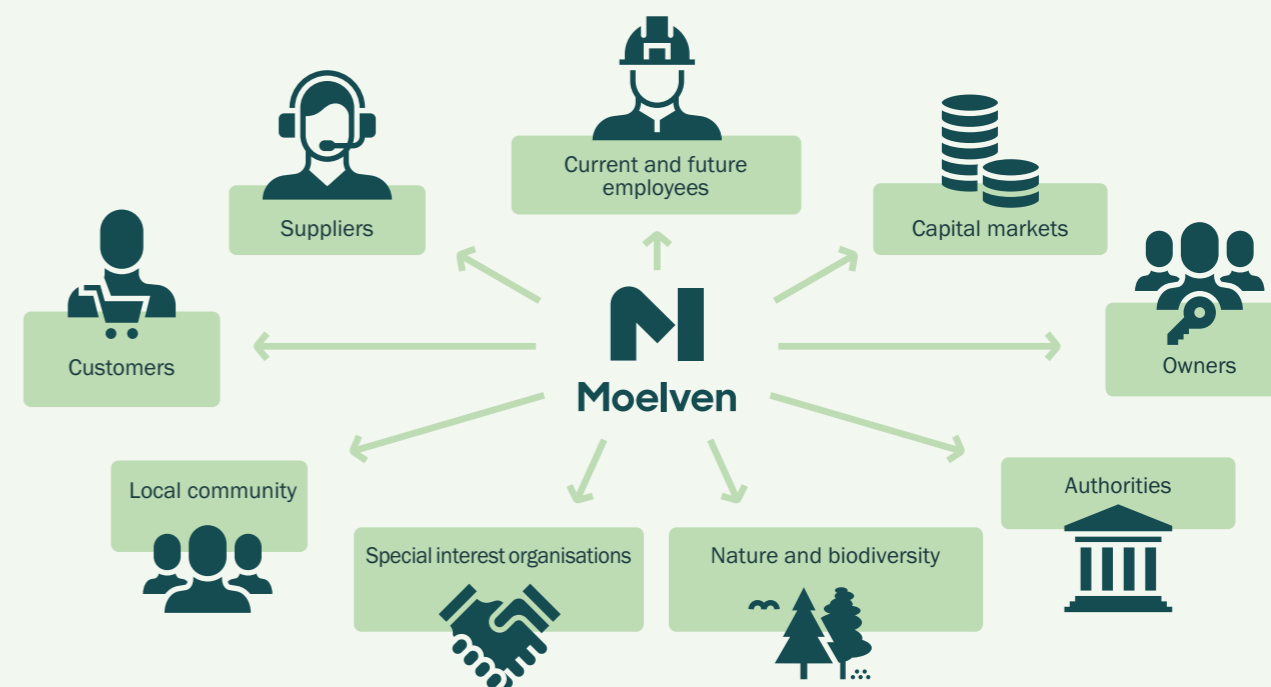 Current and future
employees
Suppliers
Capital markets
Customers
Owners
Moelven
Local community
Authorities
Special interest organisations
Nature and biodiversity